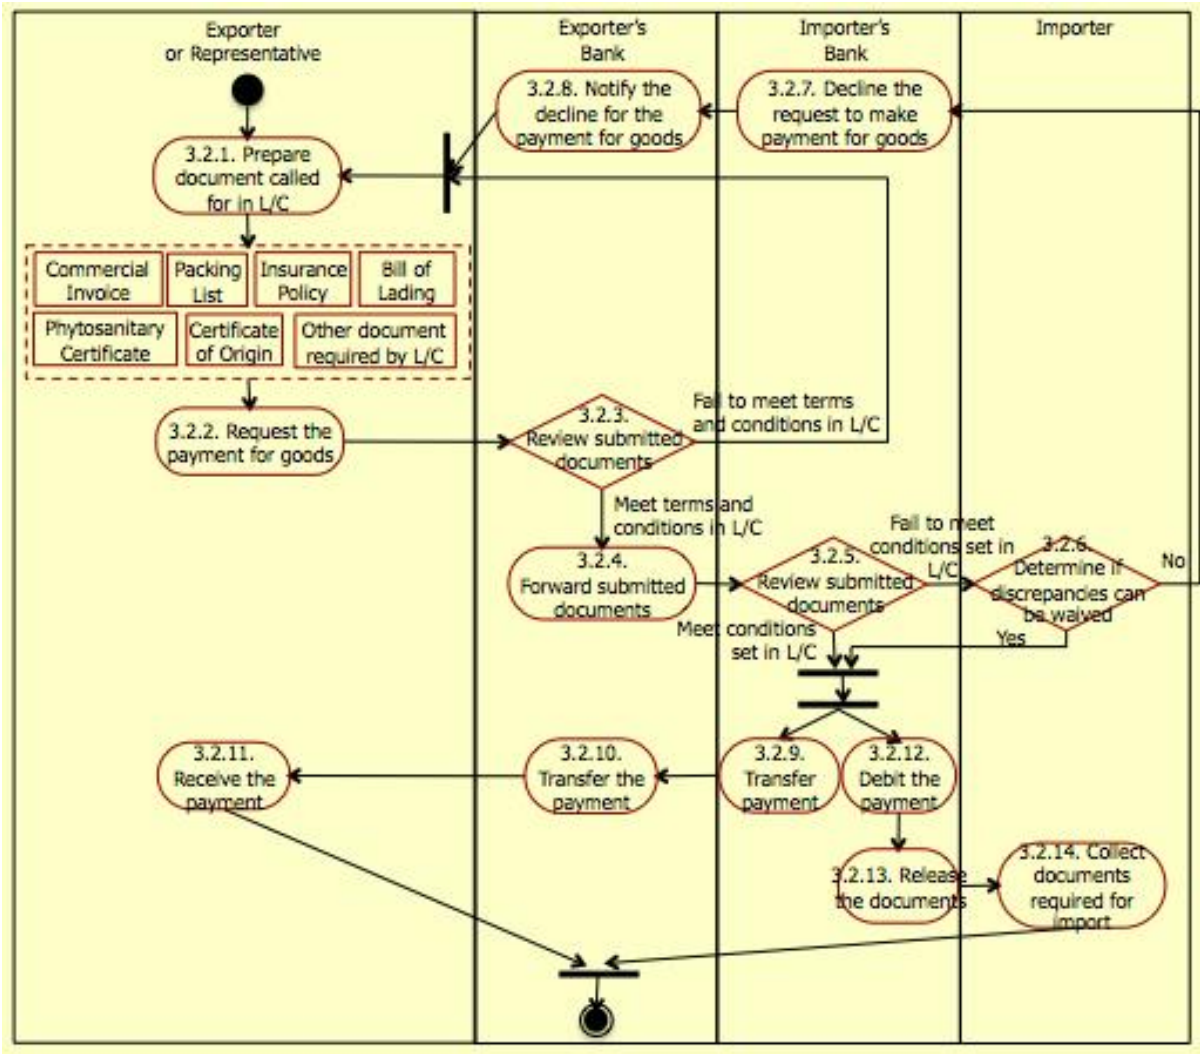 Exporter
or Representative
Exporter's
Bank
Importer's
Bank
Importer
3.2.8. Notify the
decline for the
payment for goods
3.2.7. Decline the
request to make
payment for goods
3.2.1. Prepare
document called
for in L/C
Commercial
Invoice
Packing
List
Insurance
Policy
Bill of
Lading
Phytosanitary
Certificate
Certificate
of Origin
Other document
required by L/C
3.2.2. Request the
payment for goods
3.2.3.
Review submitted
documents
Fail to meet terms
and conditions in L/C
Meet terms and
conditions in L/C
3.2.4.
Forward submitted
documents
3.2.5.
Review submitted
documents
Fail to meet
conditions set in
L/C
3.2.6.
Determine if
discrepancies can
be waived
No
Meet conditions
set in L/C
Yes
3.2.11.
Receive the
payment
3.2.10.
Transfer the
payment
3.2.9.
Transfer
payment
3.2.12.
Debit the
payment
3.2.13. Release
the documents
3.2.14. Collect
documents
required for
import